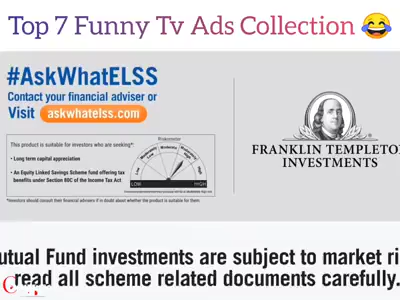 Top 7 Funny Tv Ads Collection 😂
#AskWhatELSS
Contact your financial adviser or
Visit askwhatelss.com
This product is suitable for investors who are seeking*:
• Long term capital appreciation
• An Equity Linked Savings Scheme fund offering tax
benefits under Section 80C of the Income Tax Act
Riskometer
LOW
HIGH
*Investors should consult their financial advisers if in doubt about whether the product is suitable for them.
FRANKLIN TEMPLETON
INVESTMENTS
utual Fund investments are subject to market ri
read all scheme related documents carefully.